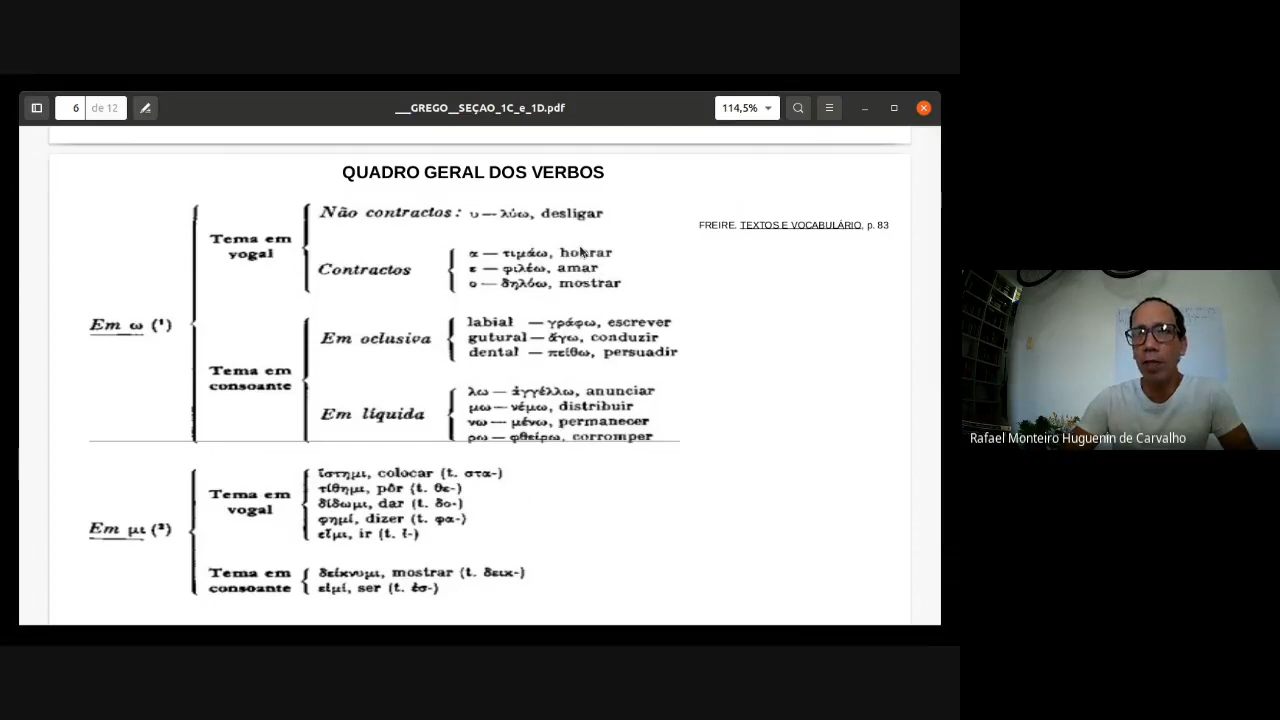 6 de 12
___GREGO__SEÇAO_1C_e_1D.pdf
114,5%
QUADRO GERAL DOS VERBOS
FREIRE. TEXTOS E VOCABULÁRIO, p. 83
Em ω (¹)
Tema em
vogal
Não contractos: υ — λύω, desligar
Contractos
α — τιμάω, honrar
ε — φιλέω, amar
ο — δηλόω, mostrar
Tema em
consoante
Em oclusiva
labial — γράφω, escrever
gutural — ἄγω, conduzir
dental — πείθω, persuadir
Em líquida
λω — ἀγγέλλω, anunciar
μω — νέμω, distribuir
νω — μένω, permanecer
ρω — φθείρω, corromper
Em μι (²)
Tema em
vogal
ἵστημι, colocar (t. στα-)
τίθημι, pôr (t. θε-)
δίδωμι, dar (t. δο-)
φημί, dizer (t. φα-)
εἶμι, ir (t. ἰ-)
Tema em
consoante
δείκνυμι, mostrar (t. δεικ-)
εἰμί, ser (t. ἐσ-)
Rafael Monteiro Huguenin de Carvalho